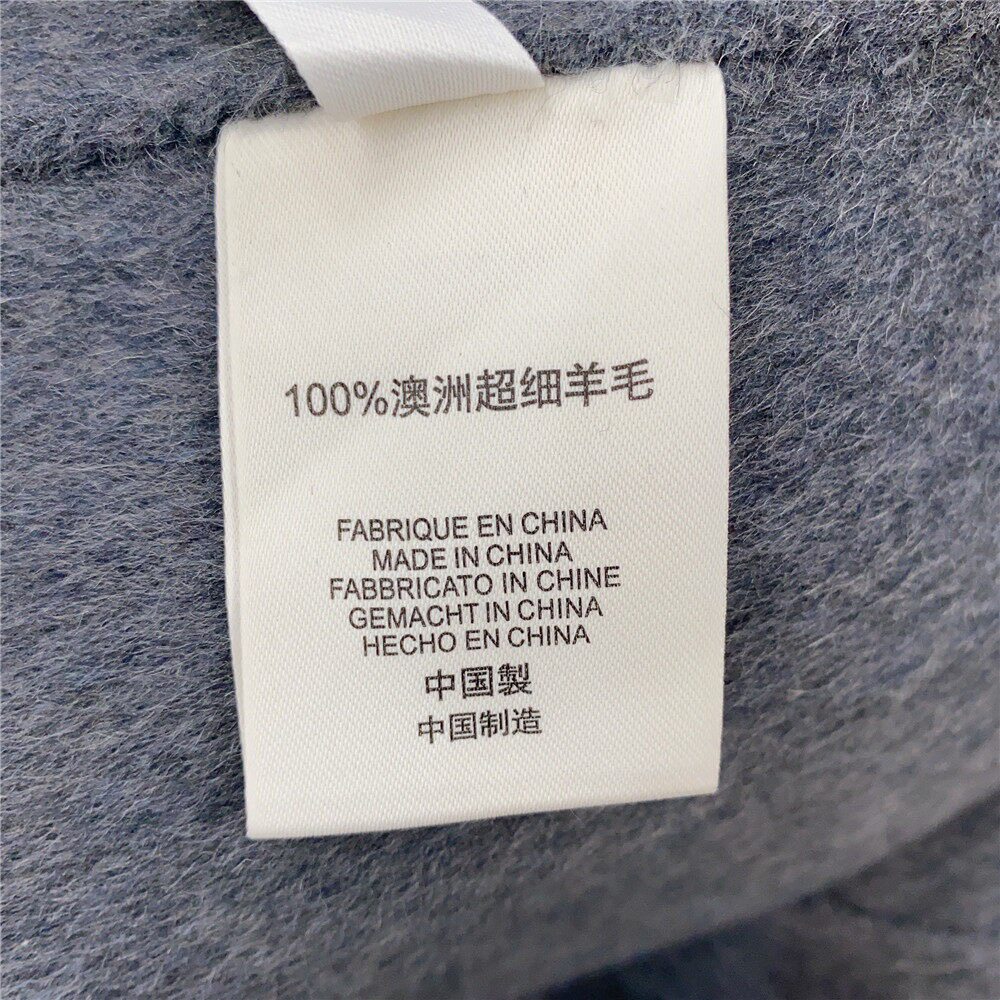 100%澳洲超细羊毛
FABRIQUE EN CHINA
MADE IN CHINA
FABBRICATO IN CHINE
GEMACHT IN CHINA
HECHO EN CHINA
中国製
中国制造